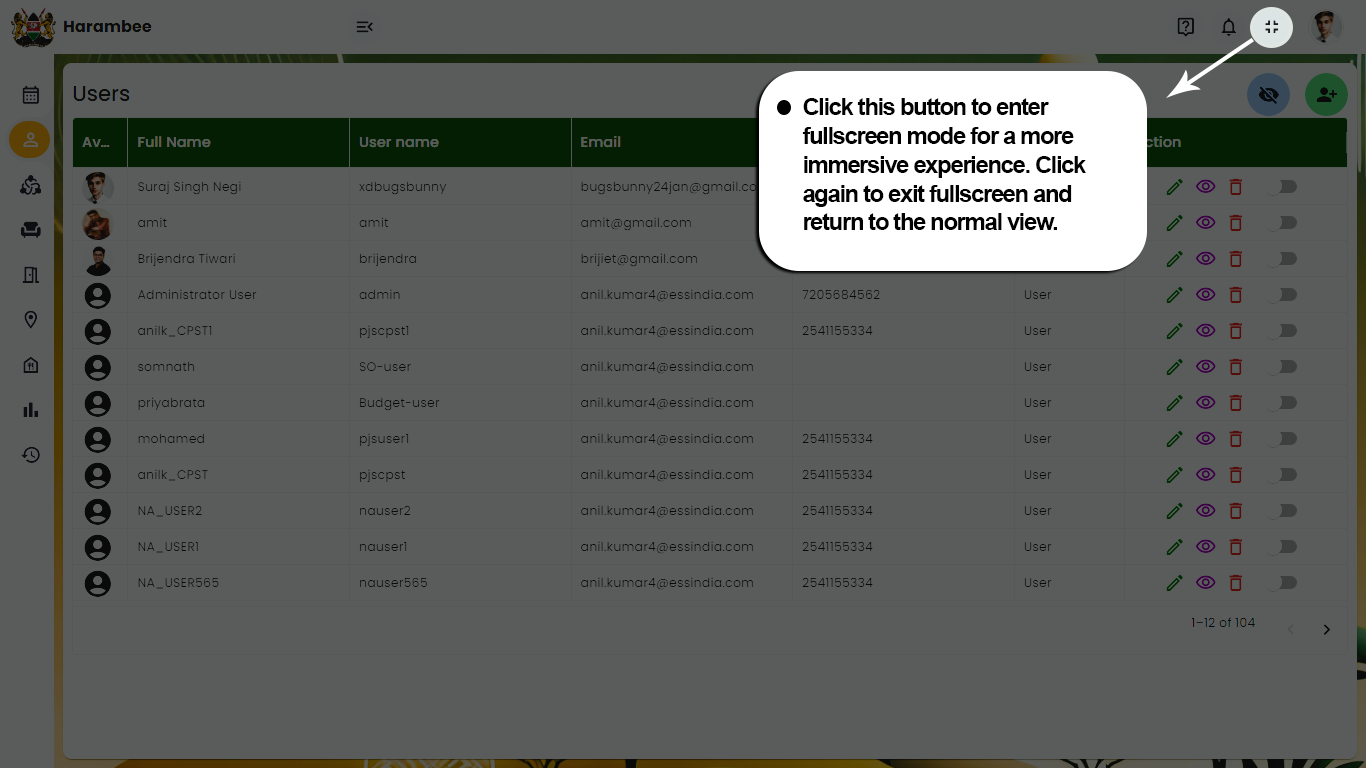 Harambee
Users
Av... Full Name User name Email ction
Click this button to enter
fullscreen mode for a more
immersive experience. Click
again to exit fullscreen and
return to the normal view.
Suraj Singh Negi xdbugsbunny bugsbunny24jan@gmail.co
amit amit amit@gmail.com
Brijendra Tiwari brijendra brijiet@gmail.com
Administrator User admin anil.kumar4@essindia.com 7205684562 User
anilk_CPST1 pjscpst1 anil.kumar4@essindia.com 2541155334 User
somnath SO-user anil.kumar4@essindia.com User
priyabrata Budget-user anil.kumar4@essindia.com User
mohamed pjsuser1 anil.kumar4@essindia.com 2541155334 User
anilk_CPST pjscpst anil.kumar4@essindia.com 2541155334 User
NA_USER2 nauser2 anil.kumar4@essindia.com 2541155334 User
NA_USER1 nauser1 anil.kumar4@essindia.com 2541155334 User
NA_USER565 nauser565 anil.kumar4@essindia.com 2541155334 User
1–12 of 104